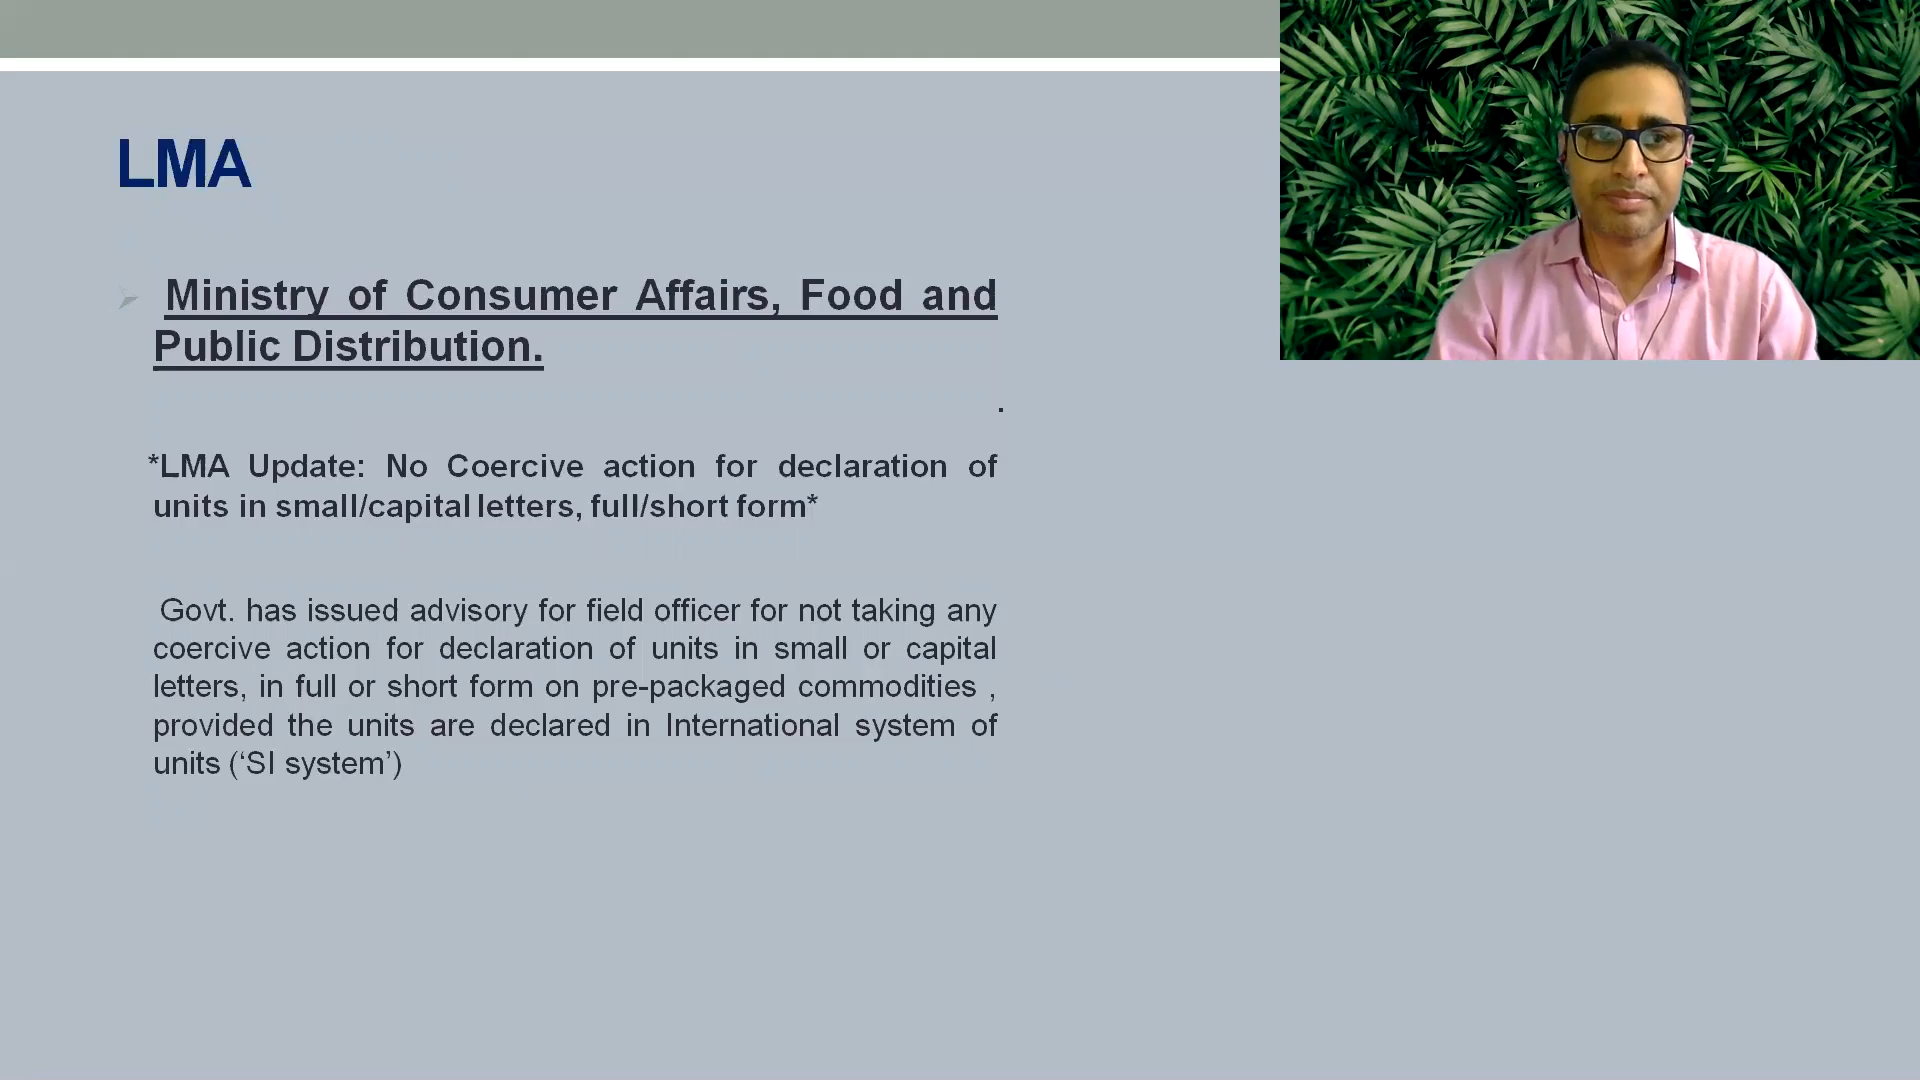 LMA
Ministry of Consumer Affairs, Food and
Public Distribution.
.
*LMA Update: No Coercive action for declaration of
units in small/capital letters, full/short form*
Govt. has issued advisory for field officer for not taking any
coercive action for declaration of units in small or capital
letters, in full or short form on pre-packaged commodities ,
provided the units are declared in International system of
units (‘SI system’)